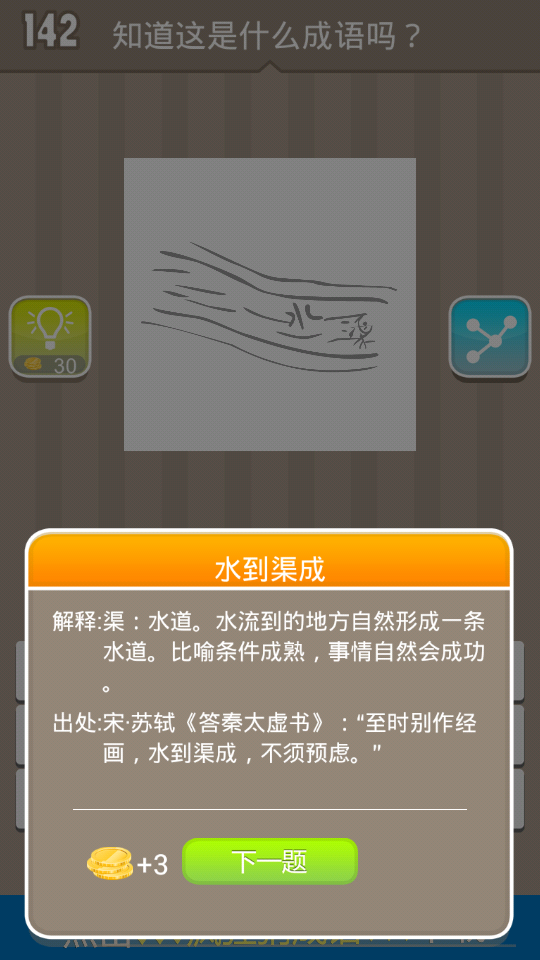 142 知道这是什么成语吗？
水
30
水到渠成
解释:渠：水道。水流到的地方自然形成一条
水道。比喻条件成熟，事情自然会成功
。
出处:宋·苏轼《答秦太虚书》：“至时别作经
画，水到渠成，不须预虑。”
+3 下一题